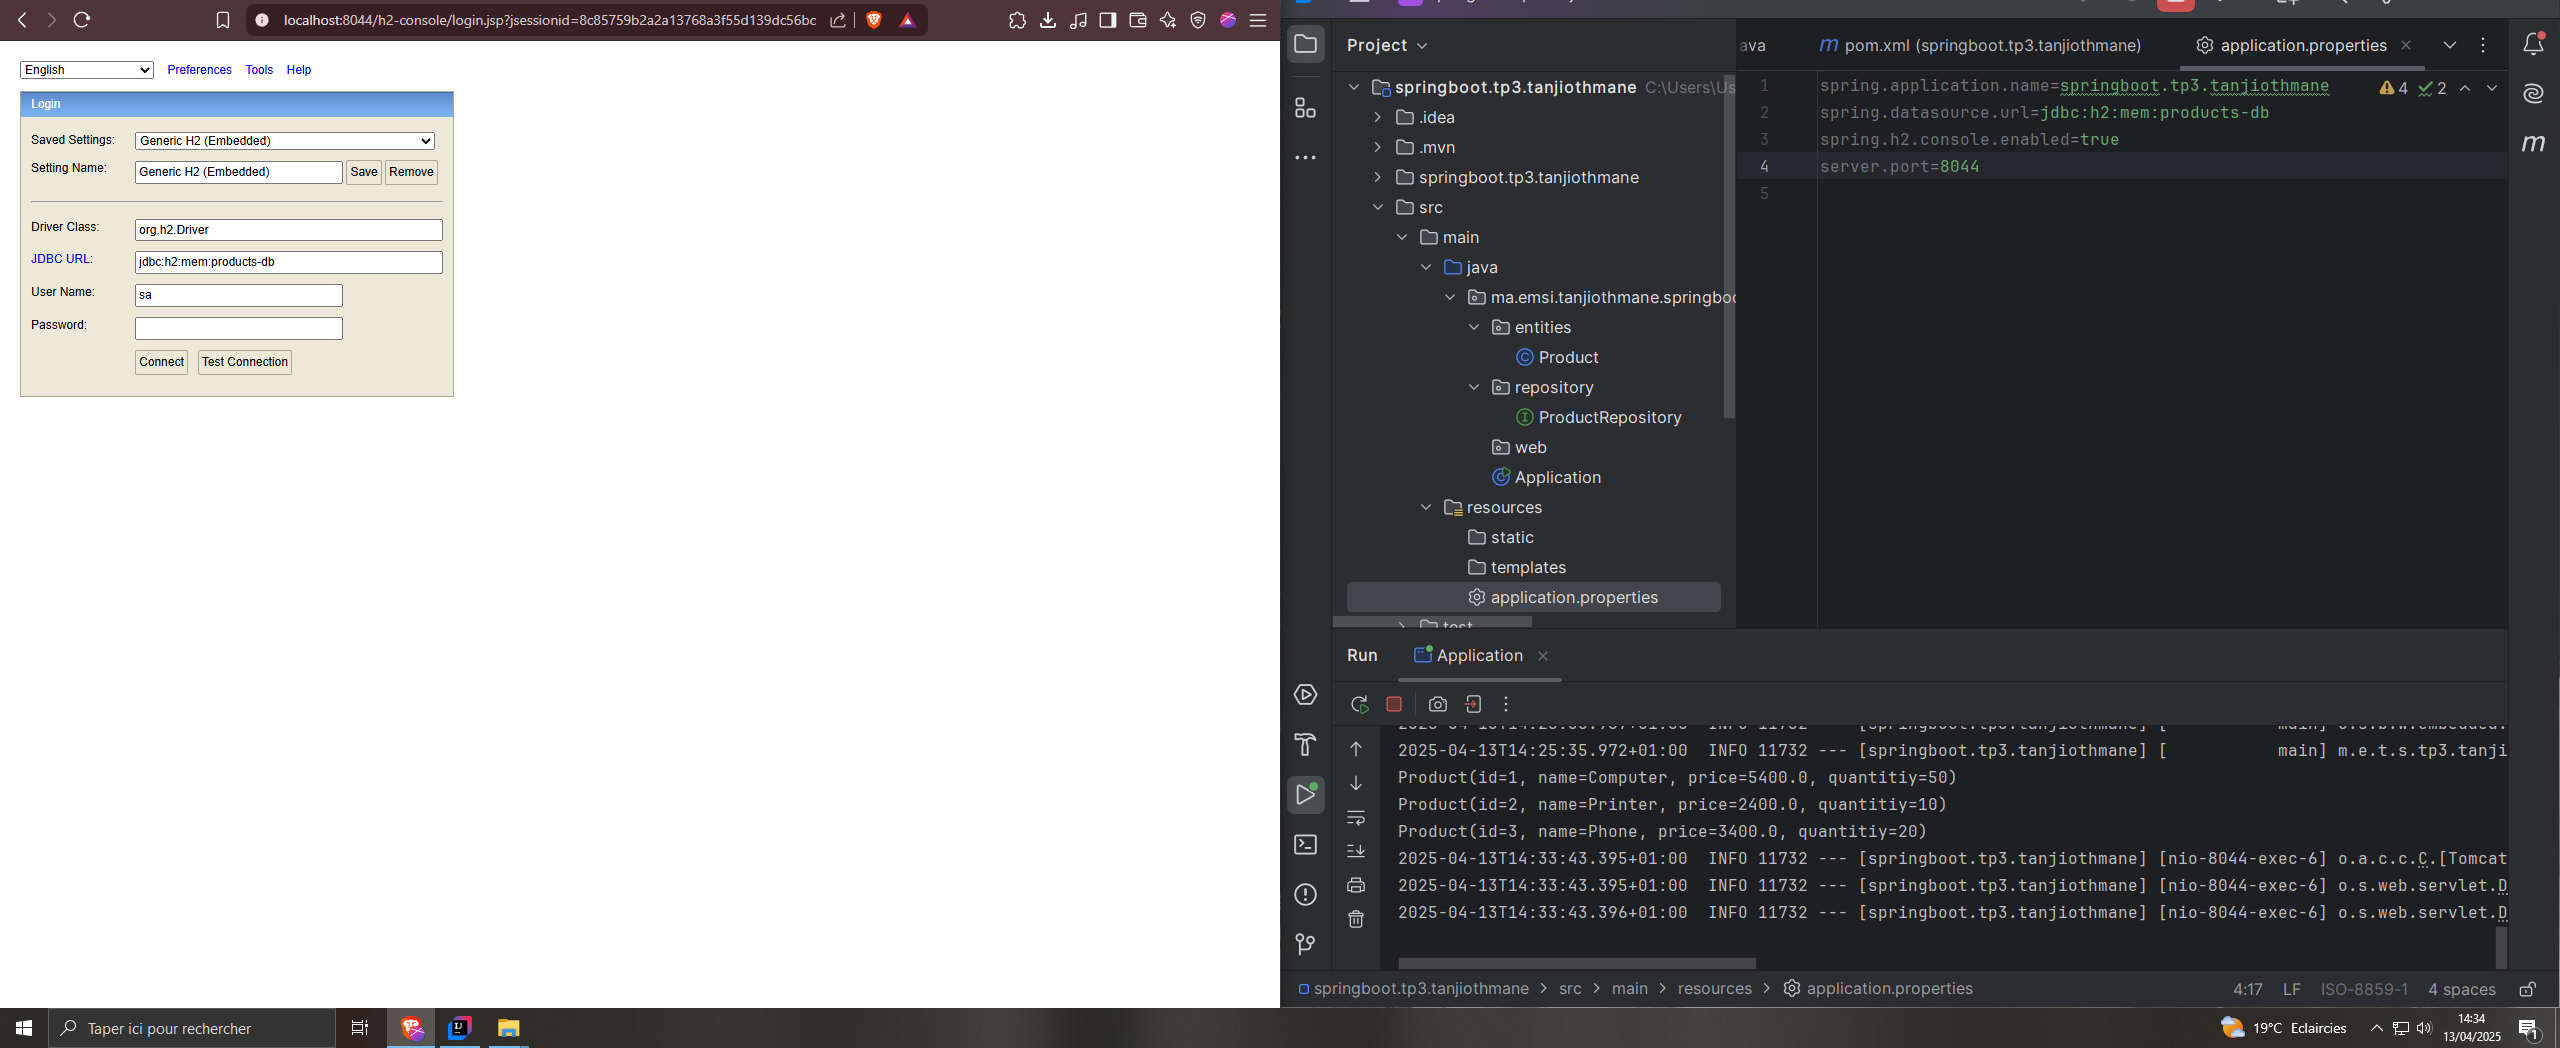 localhost:8044/h2-console/login.jsp?jsessionid=8c85759b2a2a13768a3f55d139dc56bc
English Preferences Tools Help
Login
Saved Settings: Generic H2 (Embedded)
Setting Name: Generic H2 (Embedded) Save Remove
Driver Class: org.h2.Driver
JDBC URL: jdbc:h2:mem:products-db
User Name: sa
Password:
Connect Test Connection
Project
springboot.tp3.tanjiothmane C:\Users\Us
.idea
.mvn
springboot.tp3.tanjiothmane
src
main
java
ma.emsi.tanjiothmane.springboo
entities
Product
repository
ProductRepository
web
Application
resources
static
templates
application.properties
test
ava pom.xml (springboot.tp3.tanjiothmane) application.properties
1 spring.application.name=springboot.tp3.tanjiothmane 4 2
2 spring.datasource.url=jdbc:h2:mem:products-db
3 spring.h2.console.enabled=true
4 server.port=8044
5
Run Application
2025-04-13T14:25:35.972+01:00 INFO 11732 --- [springboot.tp3.tanjiothmane] [ main] m.e.t.s.tp3.tanji
Product(id=1, name=Computer, price=5400.0, quantitiy=50)
Product(id=2, name=Printer, price=2400.0, quantitiy=10)
Product(id=3, name=Phone, price=3400.0, quantitiy=20)
2025-04-13T14:33:43.395+01:00 INFO 11732 --- [springboot.tp3.tanjiothmane] [nio-8044-exec-6] o.a.c.c.C.[Tomcat
2025-04-13T14:33:43.395+01:00 INFO 11732 --- [springboot.tp3.tanjiothmane] [nio-8044-exec-6] o.s.web.servlet.D
2025-04-13T14:33:43.396+01:00 INFO 11732 --- [springboot.tp3.tanjiothmane] [nio-8044-exec-6] o.s.web.servlet.D
springboot.tp3.tanjiothmane > src > main > resources > application.properties 4:17 LF ISO-8859-1 4 spaces
Taper ici pour rechercher
19°C Eclaircies
14:34
13/04/2025
1